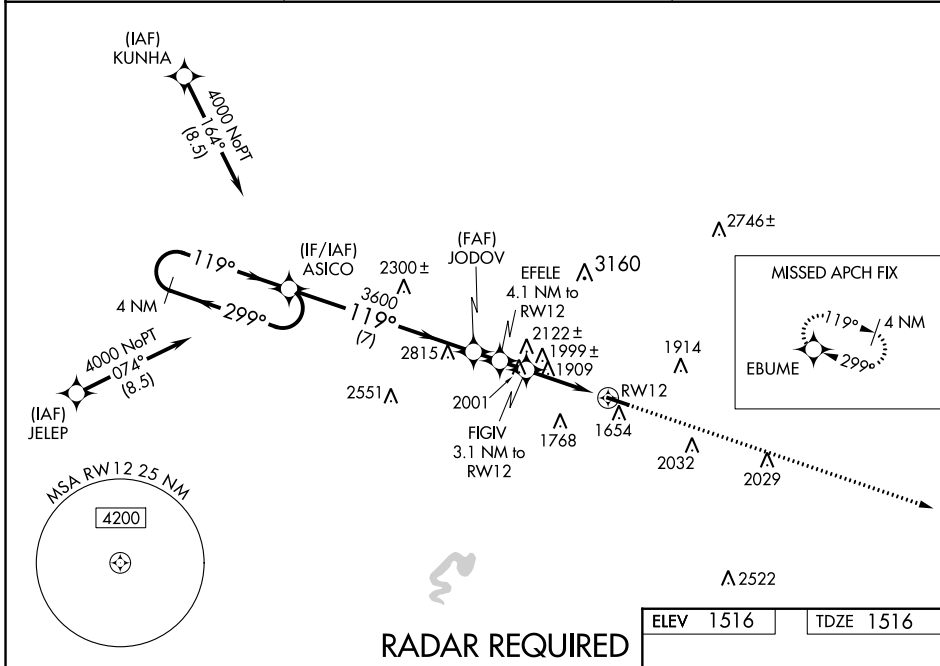 (IAF)
KUNHA
4000 NoPT
164°
(8.5)
2746±
(IF/IAF)
ASICO
119°
4 NM
299°
2300±
3600
119°
(7)
(FAF)
JODOV
EFELE
4.1 NM to
RW12
3160
MISSED APCH FIX
119°
4 NM
EBUME
299°
4000 NoPT
074°
(8.5)
(IAF)
JELEP
2815
2551
2122±
1999±
1909
2001
FIGIV
3.1 NM to
RW12
1914
RW12
1768
1654
2032
2029
MSA RW12 25 NM
4200
2522
RADAR REQUIRED
ELEV 1516
TDZE 1516